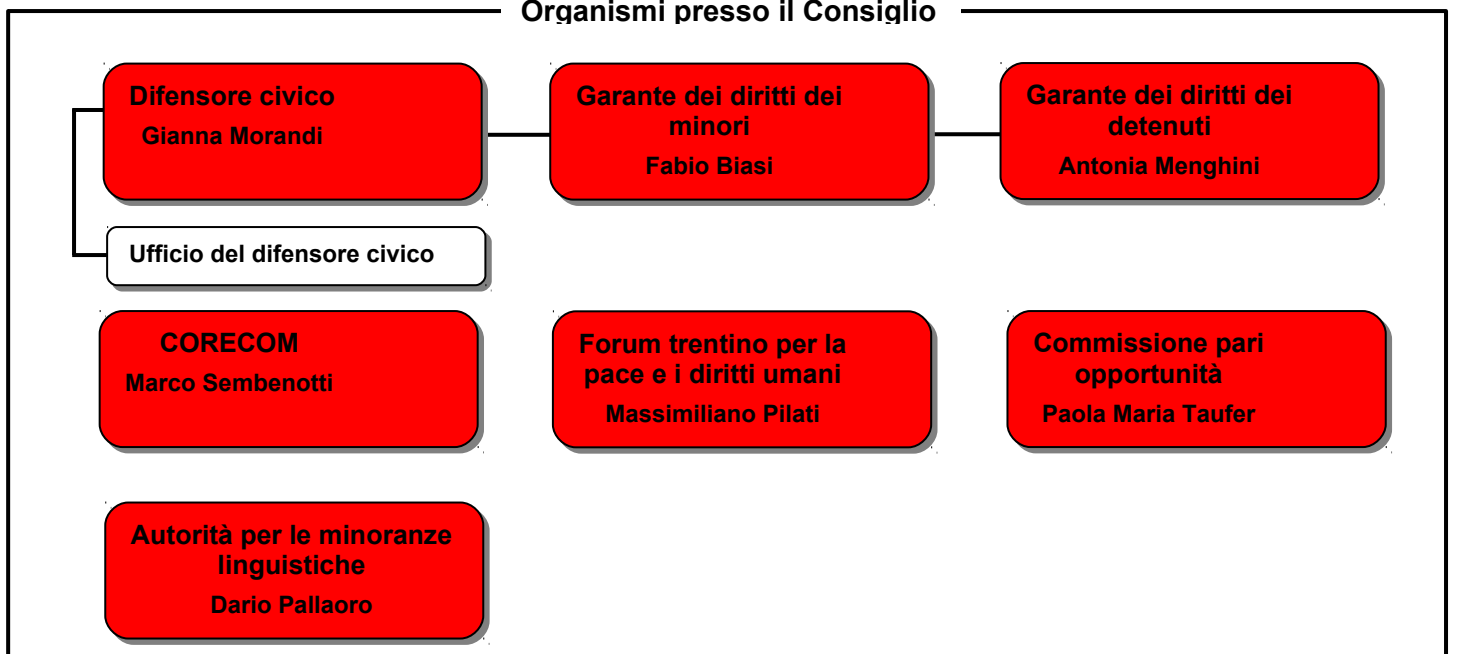 Organismi presso il Consiglio
Difensore civico
Gianna Morandi
Garante dei diritti dei
minori
Fabio Biasi
Garante dei diritti dei
detenuti
Antonia Menghini
Ufficio del difensore civico
CORECOM
Marco Sembenotti
Forum trentino per la
pace e i diritti umani
Massimiliano Pilati
Commissione pari
opportunità
Paola Maria Taufer
Autorità per le minoranze
linguistiche
Dario Pallaoro